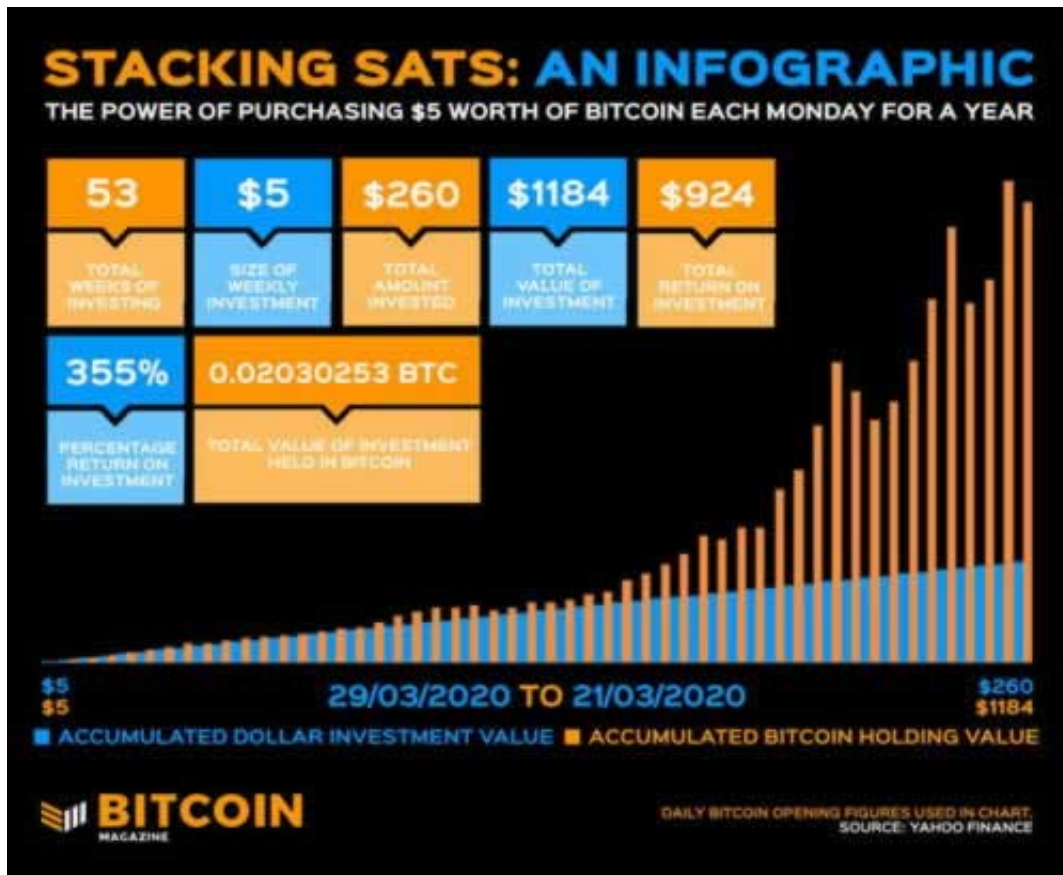 STACKING SATS: AN INFOGRAPHIC
THE POWER OF PURCHASING $5 WORTH OF BITCOIN EACH MONDAY FOR A YEAR
53
TOTAL
WEEKS OF
INVESTING
$5
SIZE OF
WEEKLY
INVESTMENT
$260
TOTAL
AMOUNT
INVESTED
$1184
TOTAL
VALUE OF
INVESTMENT
$924
TOTAL
RETURN ON
INVESTMENT
355%
PERCENTAGE
RETURN ON
INVESTMENT
0.02030253 BTC
TOTAL VALUE OF INVESTMENT
HELD IN BITCOIN
$5
$5
29/03/2020 TO 21/03/2020
$260
$1184
ACCUMULATED DOLLAR INVESTMENT VALUE
ACCUMULATED BITCOIN HOLDING VALUE
BITCOIN
MAGAZINE
DAILY BITCOIN OPENING FIGURES USED IN CHART.
SOURCE: YAHOO FINANCE